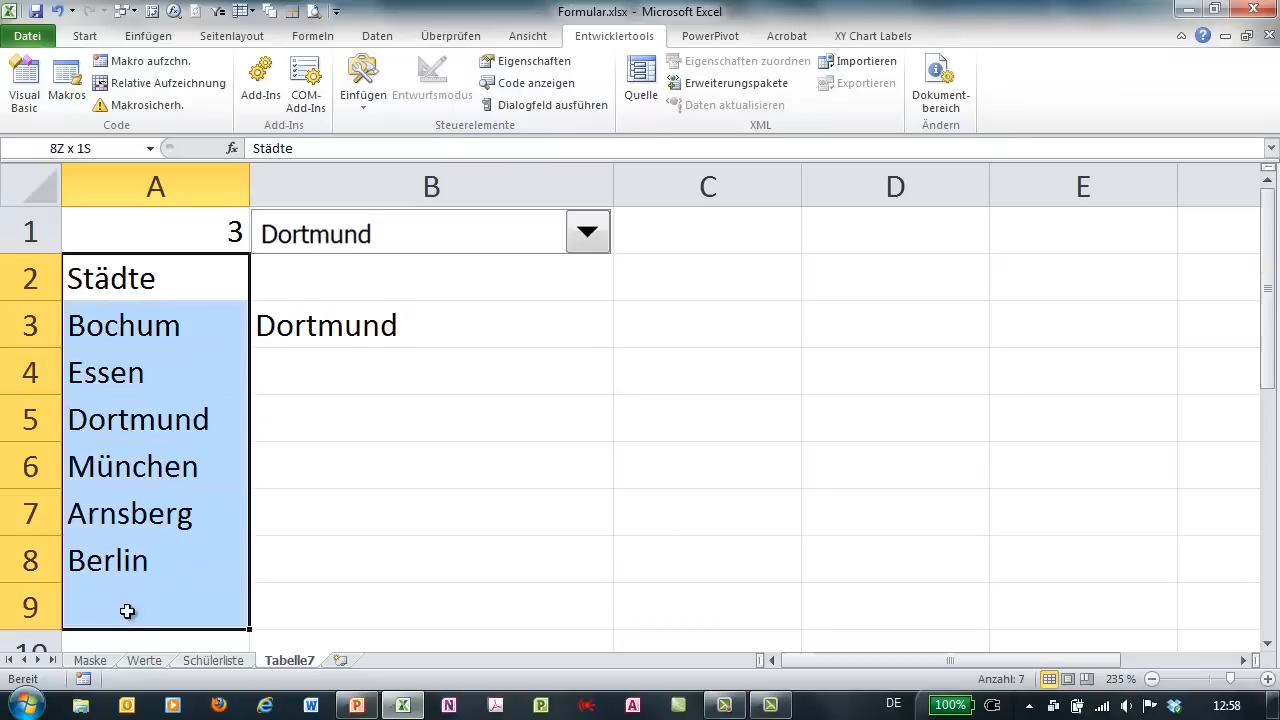 Formular.xlsx - Microsoft Excel
Datei Start Einfügen Seitenlayout Formeln Daten Überprüfen Ansicht Entwicklertools PowerPivot Acrobat XY Chart Labels
Visual Basic
Makros
Makro aufzchn.
Relative Aufzeichnung
Makrosicherh.
Code
Add-Ins
COM-Add-Ins
Add-Ins
Einfügen
Entwurfsmodus
Eigenschaften
Code anzeigen
Dialogfeld ausführen
Steuerelemente
Quelle
Eigenschaften zuordnen
Erweiterungspakete
Daten aktualisieren
Importieren
Exportieren
XML
Dokument-
bereich
Ändern
8Z x 1S fx Städte
A B C D E
1 3 Dortmund
2 Städte
3 Bochum Dortmund
4 Essen
5 Dortmund
6 München
7 Arnsberg
8 Berlin
9
10
Maske Werte Schülerliste Tabelle7
Bereit Anzahl: 7 235 %
DE 100% 12:58